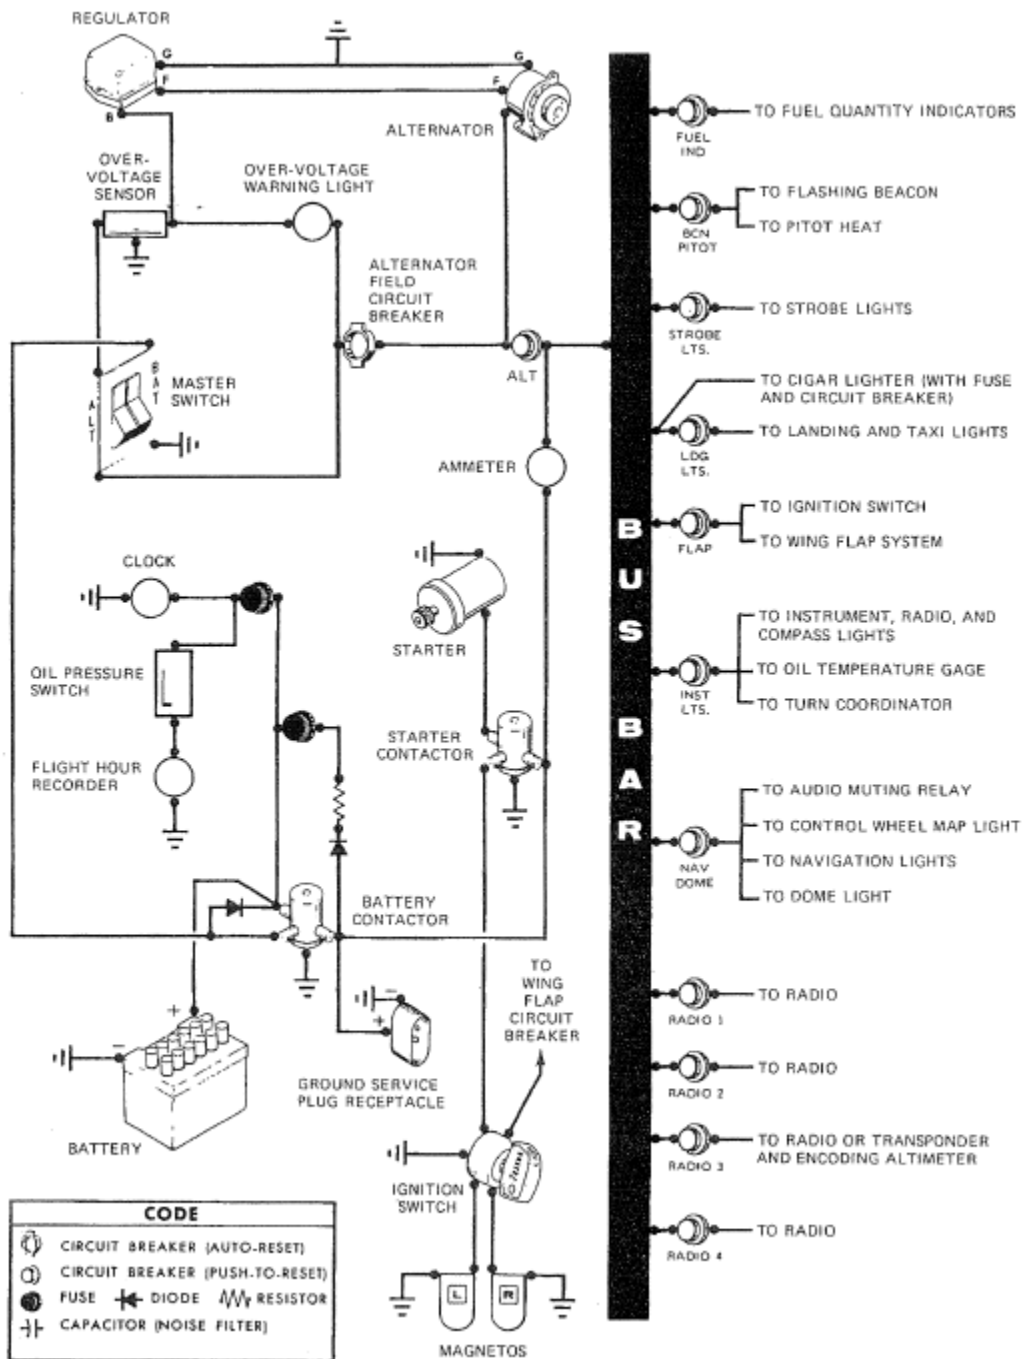 REGULATOR
G
F
B
G
F
ALTERNATOR
OVER-
VOLTAGE
SENSOR
OVER-VOLTAGE
WARNING LIGHT
ALTERNATOR
FIELD
CIRCUIT
BREAKER
ALT
BAT
ALT
MASTER
SWITCH
AMMETER
CLOCK
OIL PRESSURE
SWITCH
FLIGHT HOUR
RECORDER
STARTER
STARTER
CONTACTOR
BATTERY
CONTACTOR
TO
WING
FLAP
CIRCUIT
BREAKER
+
−
BATTERY
−
+
GROUND SERVICE
PLUG RECEPTACLE
IGNITION
SWITCH
L
R
MAGNETOS
BUS BAR
FUEL
IND
TO FUEL QUANTITY INDICATORS
BCN
PITOT
TO FLASHING BEACON
TO PITOT HEAT
STROBE
LTS.
TO STROBE LIGHTS
TO CIGAR LIGHTER (WITH FUSE
AND CIRCUIT BREAKER)
LDG
LTS.
TO LANDING AND TAXI LIGHTS
FLAP
TO IGNITION SWITCH
TO WING FLAP SYSTEM
INST
LTS.
TO INSTRUMENT, RADIO, AND
COMPASS LIGHTS
TO OIL TEMPERATURE GAGE
TO TURN COORDINATOR
NAV
DOME
TO AUDIO MUTING RELAY
TO CONTROL WHEEL MAP LIGHT
TO NAVIGATION LIGHTS
TO DOME LIGHT
RADIO 1
TO RADIO
RADIO 2
TO RADIO
RADIO 3
TO RADIO OR TRANSPONDER
AND ENCODING ALTIMETER
RADIO 4
TO RADIO
CODE
CIRCUIT BREAKER (AUTO-RESET)
CIRCUIT BREAKER (PUSH-TO-RESET)
FUSE DIODE RESISTOR
CAPACITOR (NOISE FILTER)